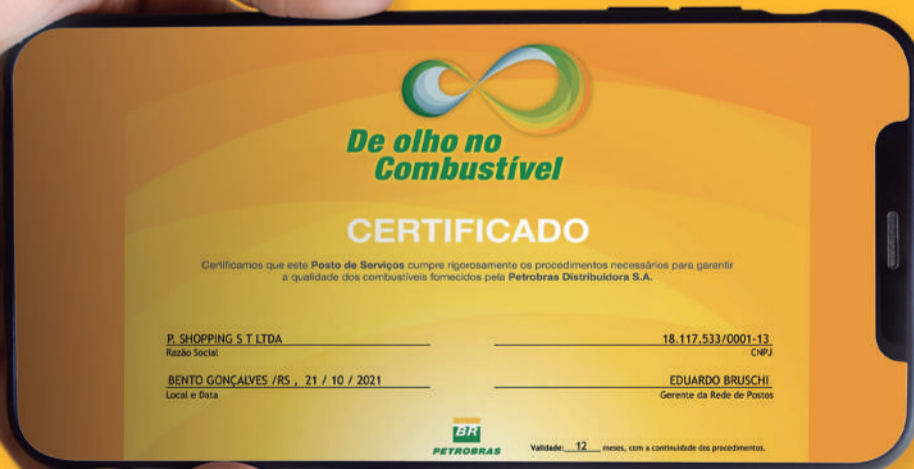 De olho no
Combustível
CERTIFICADO
Certificamos que este Posto de Serviços cumpre rigorosamente os procedimentos necessários para garantir
a qualidade dos combustíveis fornecidos pela Petrobras Distribuidora S.A.
P. SHOPPING S T LTDA
Razão Social
18.117.533/0001-13
CNPJ
BENTO GONÇALVES /RS , 21 / 10 / 2021
Local e Data
EDUARDO BRUSCHI
Gerente da Rede de Postos
BR
PETROBRAS
Validade: 12 meses, com a continuidade dos procedimentos.